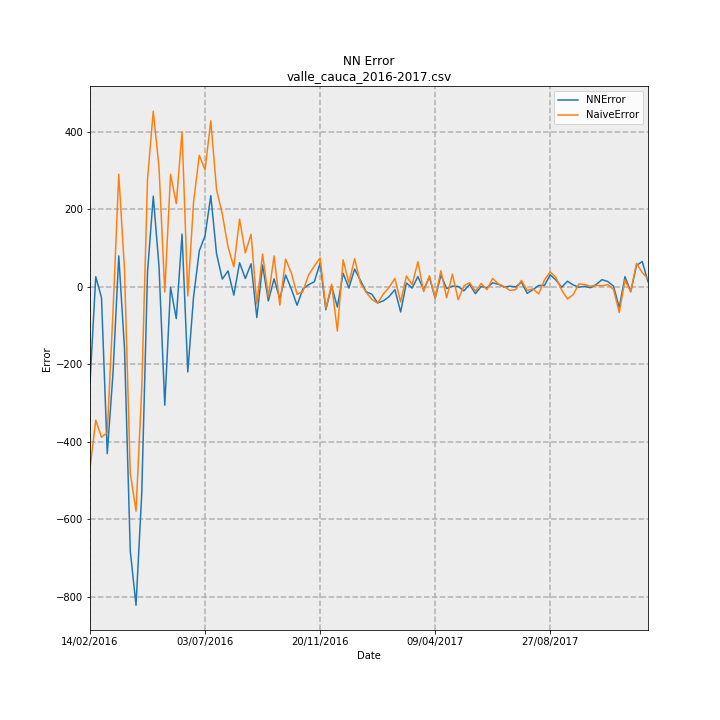 NN Error
valle_cauca_2016-2017.csv
NNError
NaiveError
400
200
0
−200
−400
−600
−800
Error
14/02/2016
03/07/2016
20/11/2016
09/04/2017
27/08/2017
Date